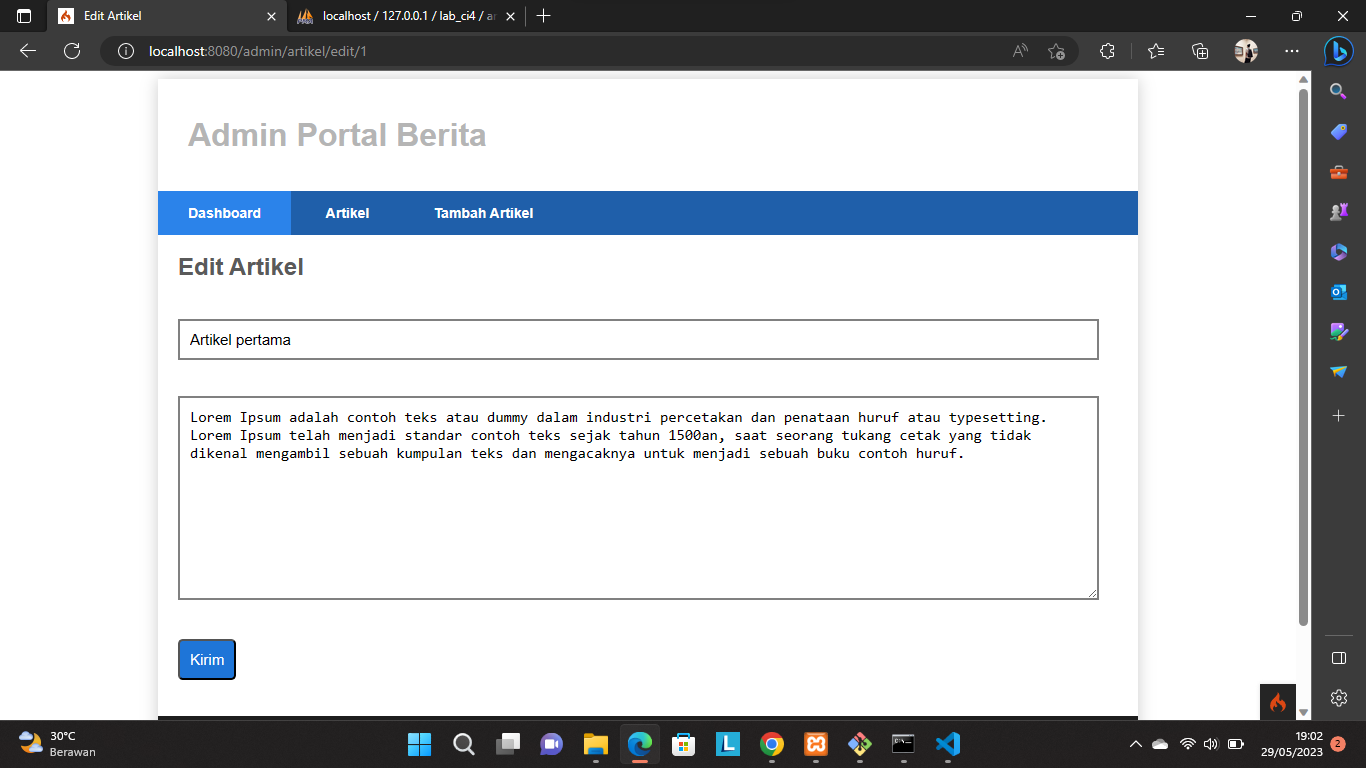 Edit Artikel
localhost / 127.0.0.1 / lab_ci4 / ar
localhost:8080/admin/artikel/edit/1
Admin Portal Berita
Dashboard Artikel Tambah Artikel
Edit Artikel
Artikel pertama
Lorem Ipsum adalah contoh teks atau dummy dalam industri percetakan dan penataan huruf atau typesetting.
Lorem Ipsum telah menjadi standar contoh teks sejak tahun 1500an, saat seorang tukang cetak yang tidak
dikenal mengambil sebuah kumpulan teks dan mengacaknya untuk menjadi sebuah buku contoh huruf.
Kirim
30°C
Berawan
19:02
29/05/2023
2